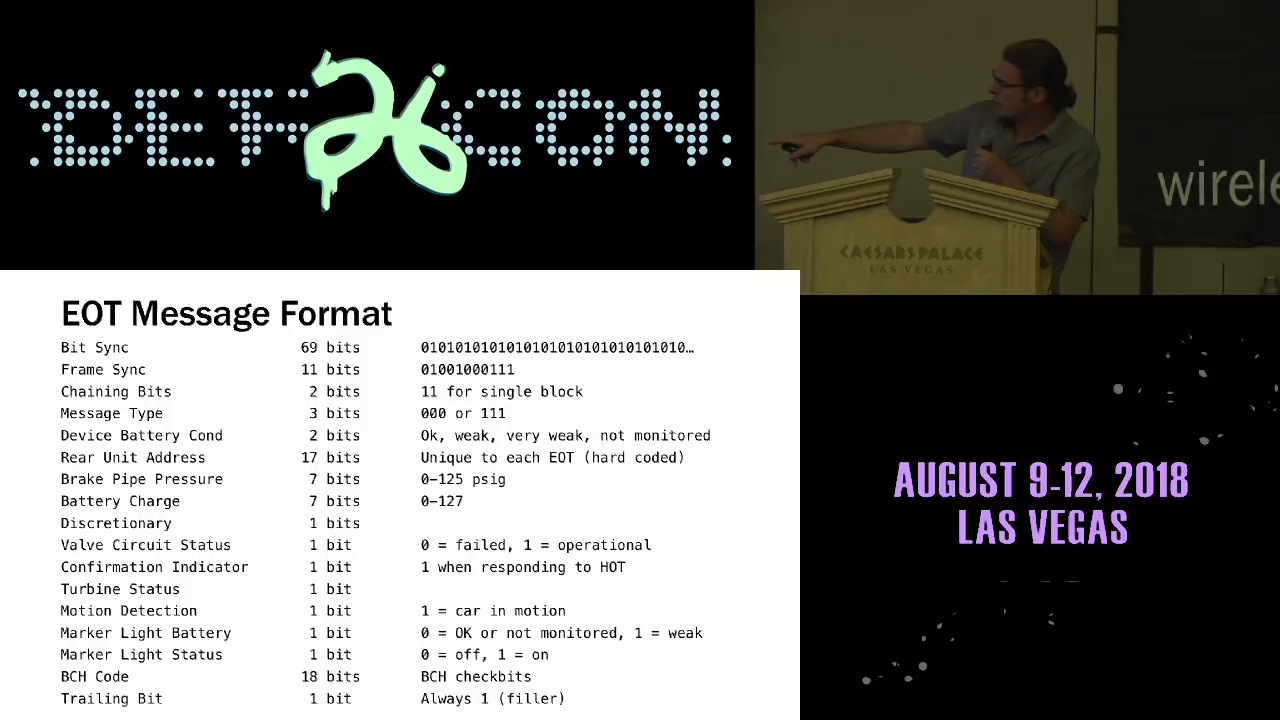 DEF 26 CON.
wirele
CAESARS PALACE
LAS VEGAS
EOT Message Format
Bit Sync 69 bits 0101010101010101010101010101010…
Frame Sync 11 bits 01001000111
Chaining Bits 2 bits 11 for single block
Message Type 3 bits 000 or 111
Device Battery Cond 2 bits Ok, weak, very weak, not monitored
Rear Unit Address 17 bits Unique to each EOT (hard coded)
Brake Pipe Pressure 7 bits 0–125 psig
Battery Charge 7 bits 0–127
Discretionary 1 bits
Valve Circuit Status 1 bit 0 = failed, 1 = operational
Confirmation Indicator 1 bit 1 when responding to HOT
Turbine Status 1 bit
Motion Detection 1 bit 1 = car in motion
Marker Light Battery 1 bit 0 = OK or not monitored, 1 = weak
Marker Light Status 1 bit 0 = off, 1 = on
BCH Code 18 bits BCH checkbits
Trailing Bit 1 bit Always 1 (filler)
AUGUST 9-12, 2018
LAS VEGAS